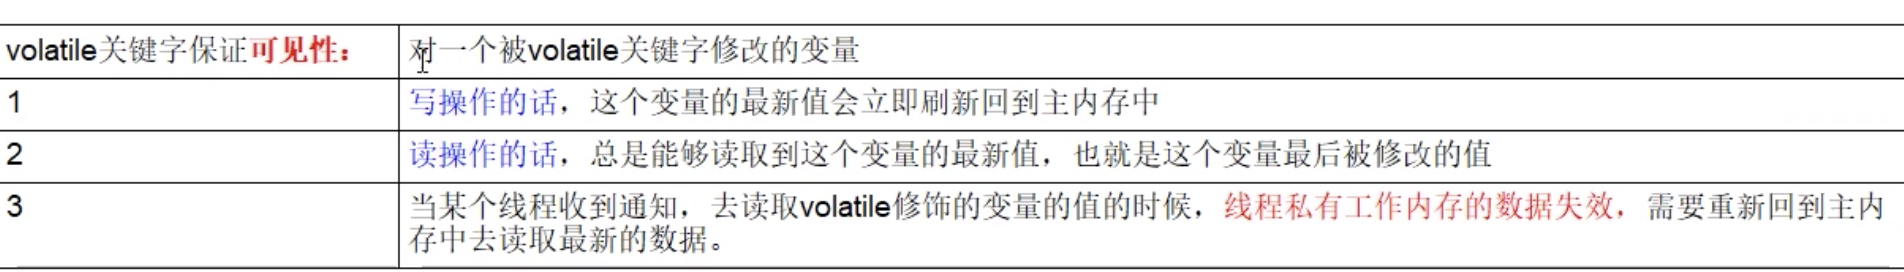 volatile关键字保证可见性： 对一个被volatile关键字修改的变量
1 写操作的话，这个变量的最新值会立即刷新回到主内存中
2 读操作的话，总是能够读取到这个变量的最新值，也就是这个变量最后被修改的值
3 当某个线程收到通知，去读取volatile修饰的变量的值的时候，线程私有工作内存的数据失效，需要重新回到主内
存中去读取最新的数据。